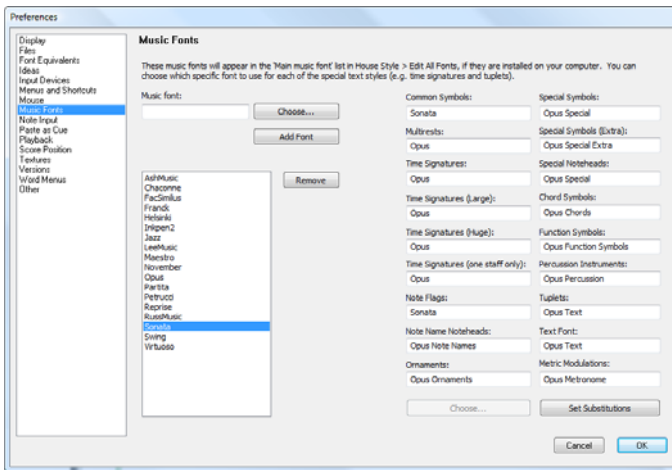 Preferences
Display
Files
Font Equivalents
Ideas
Input Devices
Menus and Shortcuts
Mouse
Music Fonts
Note Input
Paste as Cue
Playback
Score Position
Textures
Versions
Word Menus
Other
Music Fonts
These music fonts will appear in the 'Main music font' list in House Style > Edit All Fonts, if they are installed on your computer. You can
choose which specific font to use for each of the special text styles (e.g. time signatures and tuplets).
Music font:
Choose...
Add Font
Remove
AshMusic
Chaconne
FacSimilus
Franck
Helsinki
Inkpen2
Jazz
LeeMusic
Maestro
November
Opus
Partita
Petrucci
Reprise
RussMusic
Sonata
Swing
Virtuoso
Common Symbols:
Sonata
Multirests:
Opus
Time Signatures:
Opus
Time Signatures (Large):
Opus
Time Signatures (Huge):
Opus
Time Signatures (one staff only):
Opus
Note Flags:
Sonata
Note Name Noteheads:
Opus Note Names
Ornaments:
Opus Ornaments
Choose...
Special Symbols:
Opus Special
Special Symbols (Extra):
Opus Special Extra
Special Noteheads:
Opus Special
Chord Symbols:
Opus Chords
Function Symbols:
Opus Function Symbols
Percussion Instruments:
Opus Percussion
Tuplets:
Opus Text
Text Font:
Opus Text
Metric Modulations:
Opus Metronome
Set Substitutions
Cancel
OK